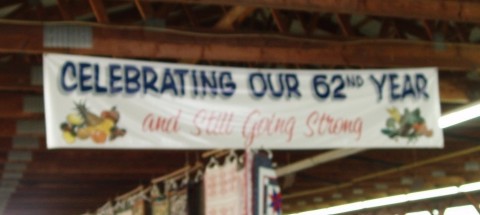 CELEBRATING OUR 62ND YEAR
and Still Going Strong